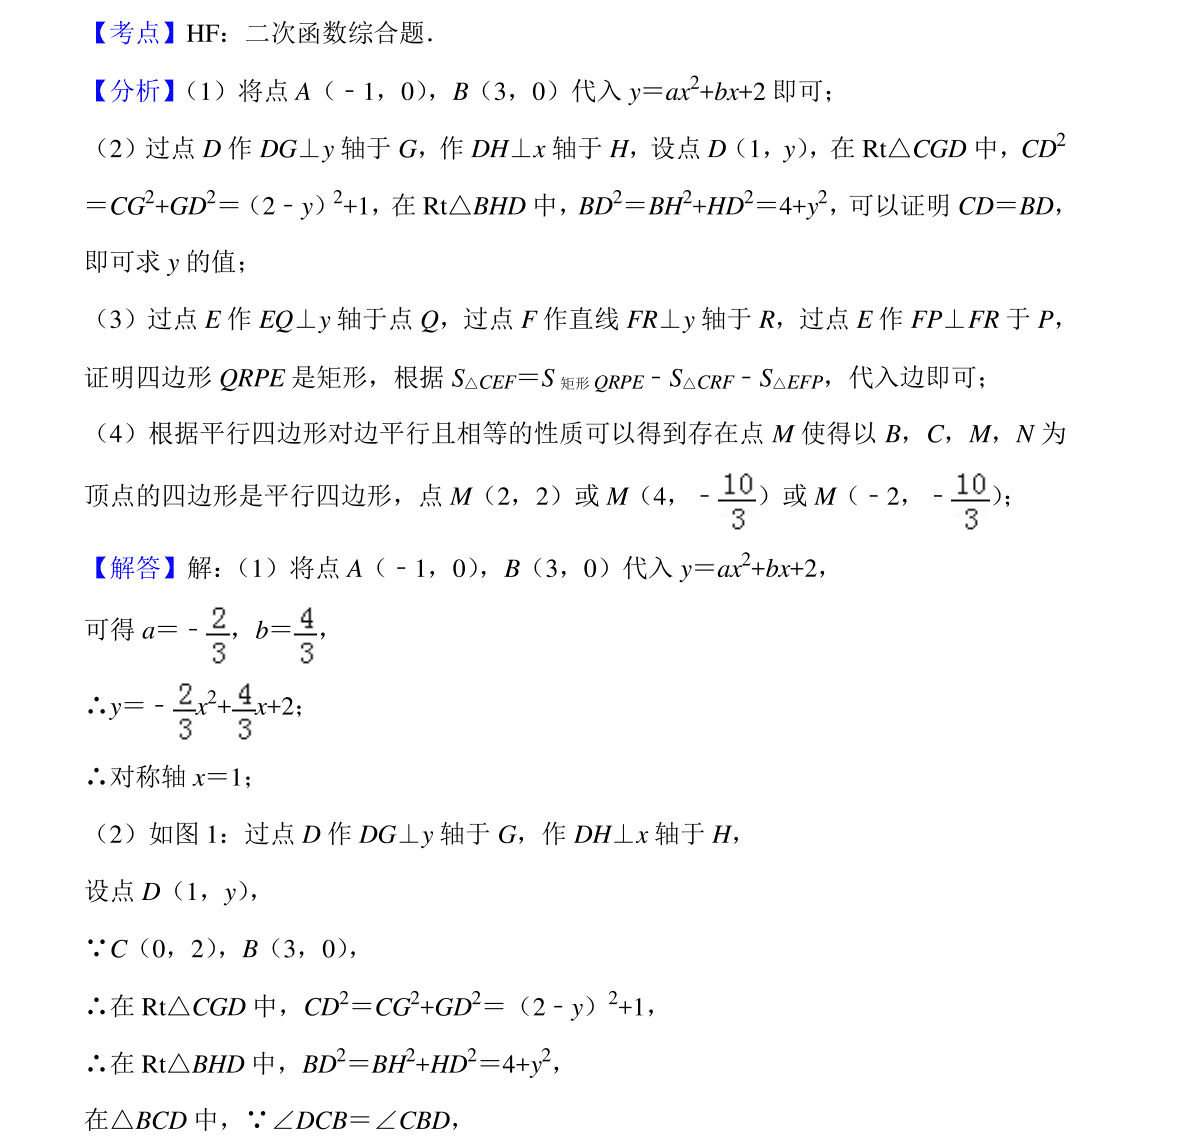 【考点】HF：二次函数综合题．
【分析】（1）将点 A（﹣1，0），B（3，0）代入 y＝ax²+bx+2 即可；
（2）过点 D 作 DG⊥y 轴于 G，作 DH⊥x 轴于 H，设点 D（1，y），在 Rt△CGD 中，CD²
＝CG²+GD²＝（2﹣y）²+1，在 Rt△BHD 中，BD²＝BH²+HD²＝4+y²，可以证明 CD＝BD，
即可求 y 的值；
（3）过点 E 作 EQ⊥y 轴于点 Q，过点 F 作直线 FR⊥y 轴于 R，过点 E 作 FP⊥FR 于 P，
证明四边形 QRPE 是矩形，根据 S△CEF＝S 矩形 QRPE﹣S△CRF﹣S△EFP，代入边即可；
（4）根据平行四边形对边平行且相等的性质可以得到存在点 M 使得以 B，C，M，N 为
顶点的四边形是平行四边形，点 M（2，2）或 M（4，﹣10/3）或 M（﹣2，﹣10/3）；
【解答】解：（1）将点 A（﹣1，0），B（3，0）代入 y＝ax²+bx+2，
可得 a＝﹣2/3，b＝4/3，
∴y＝﹣2/3x²+4/3x+2；
∴对称轴 x＝1；
（2）如图 1：过点 D 作 DG⊥y 轴于 G，作 DH⊥x 轴于 H，
设点 D（1，y），
∵C（0，2），B（3，0），
∴在 Rt△CGD 中，CD²＝CG²+GD²＝（2﹣y）²+1，
∴在 Rt△BHD 中，BD²＝BH²+HD²＝4+y²，
在△BCD 中，∵∠DCB＝∠CBD，